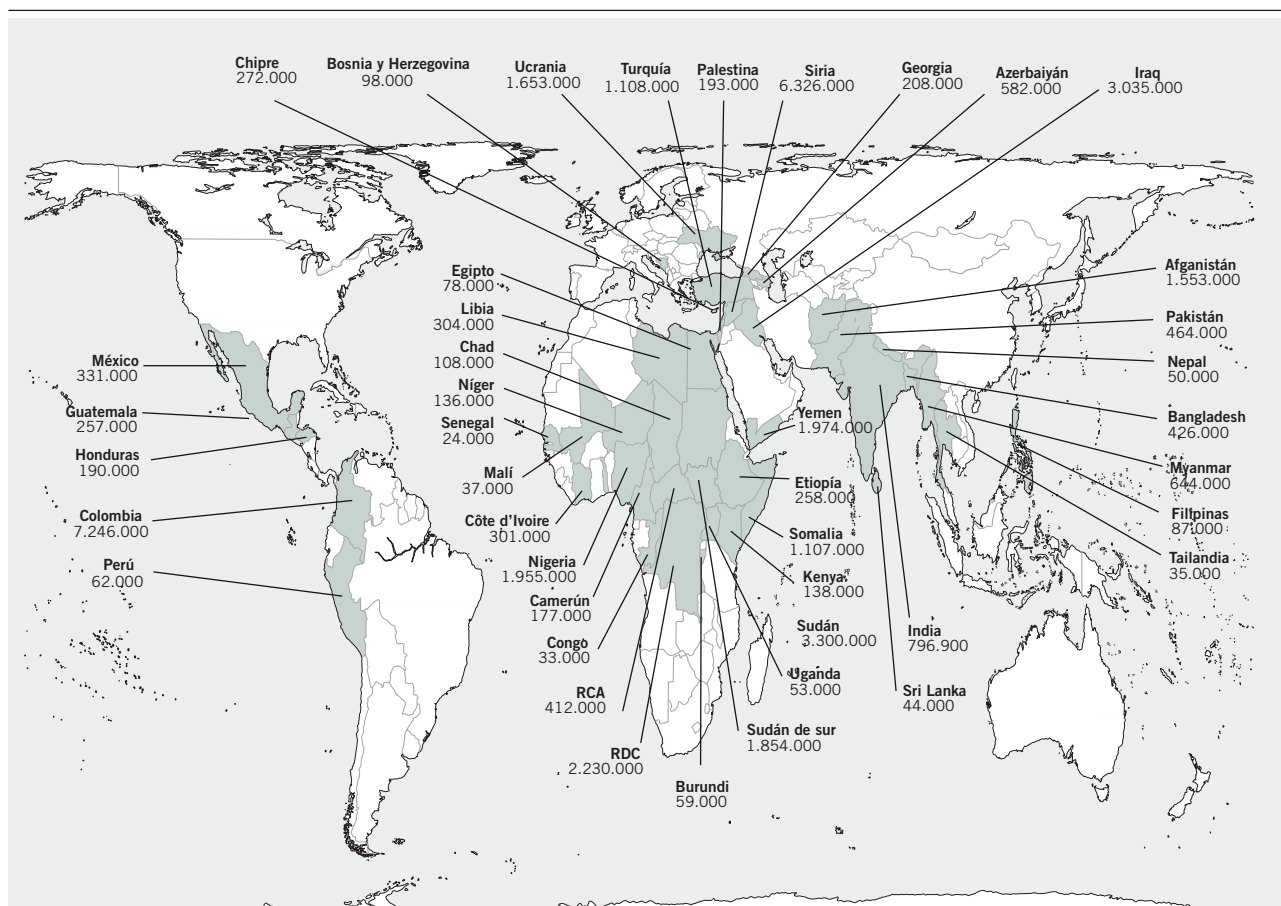 Chipre
272.000
Bosnia y Herzegovina
98.000
Ucrania
1.653.000
Turquía
1.108.000
Palestina
193.000
Siria
6.326.000
Georgia
208.000
Azerbaiyán
582.000
Iraq
3.035.000
Egipto
78.000
Libia
304.000
Chad
108.000
Níger
136.000
Senegal
24.000
Malí
37.000
Côte d'Ivoire
301.000
Nigeria
1.955.000
Camerún
177.000
Congo
33.000
RCA
412.000
RDC
2.230.000
Burundi
59.000
México
331.000
Guatemala
257.000
Honduras
190.000
Colombia
7.246.000
Perú
62.000
Yemen
1.974.000
Etiopía
258.000
Somalia
1.107.000
Kenya
138.000
Sudán
3.300.000
Uganda
53.000
Sudán de sur
1.854.000
Afganistán
1.553.000
Pakistán
464.000
Nepal
50.000
Bangladesh
426.000
Myanmar
644.000
Filipinas
87.000
Tailandia
35.000
India
796.900
Sri Lanka
44.000